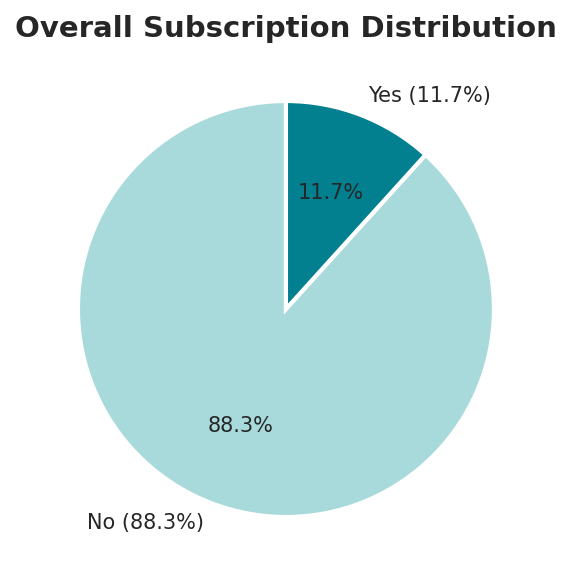 Overall Subscription Distribution
Yes (11.7%)
11.7%
88.3%
No (88.3%)